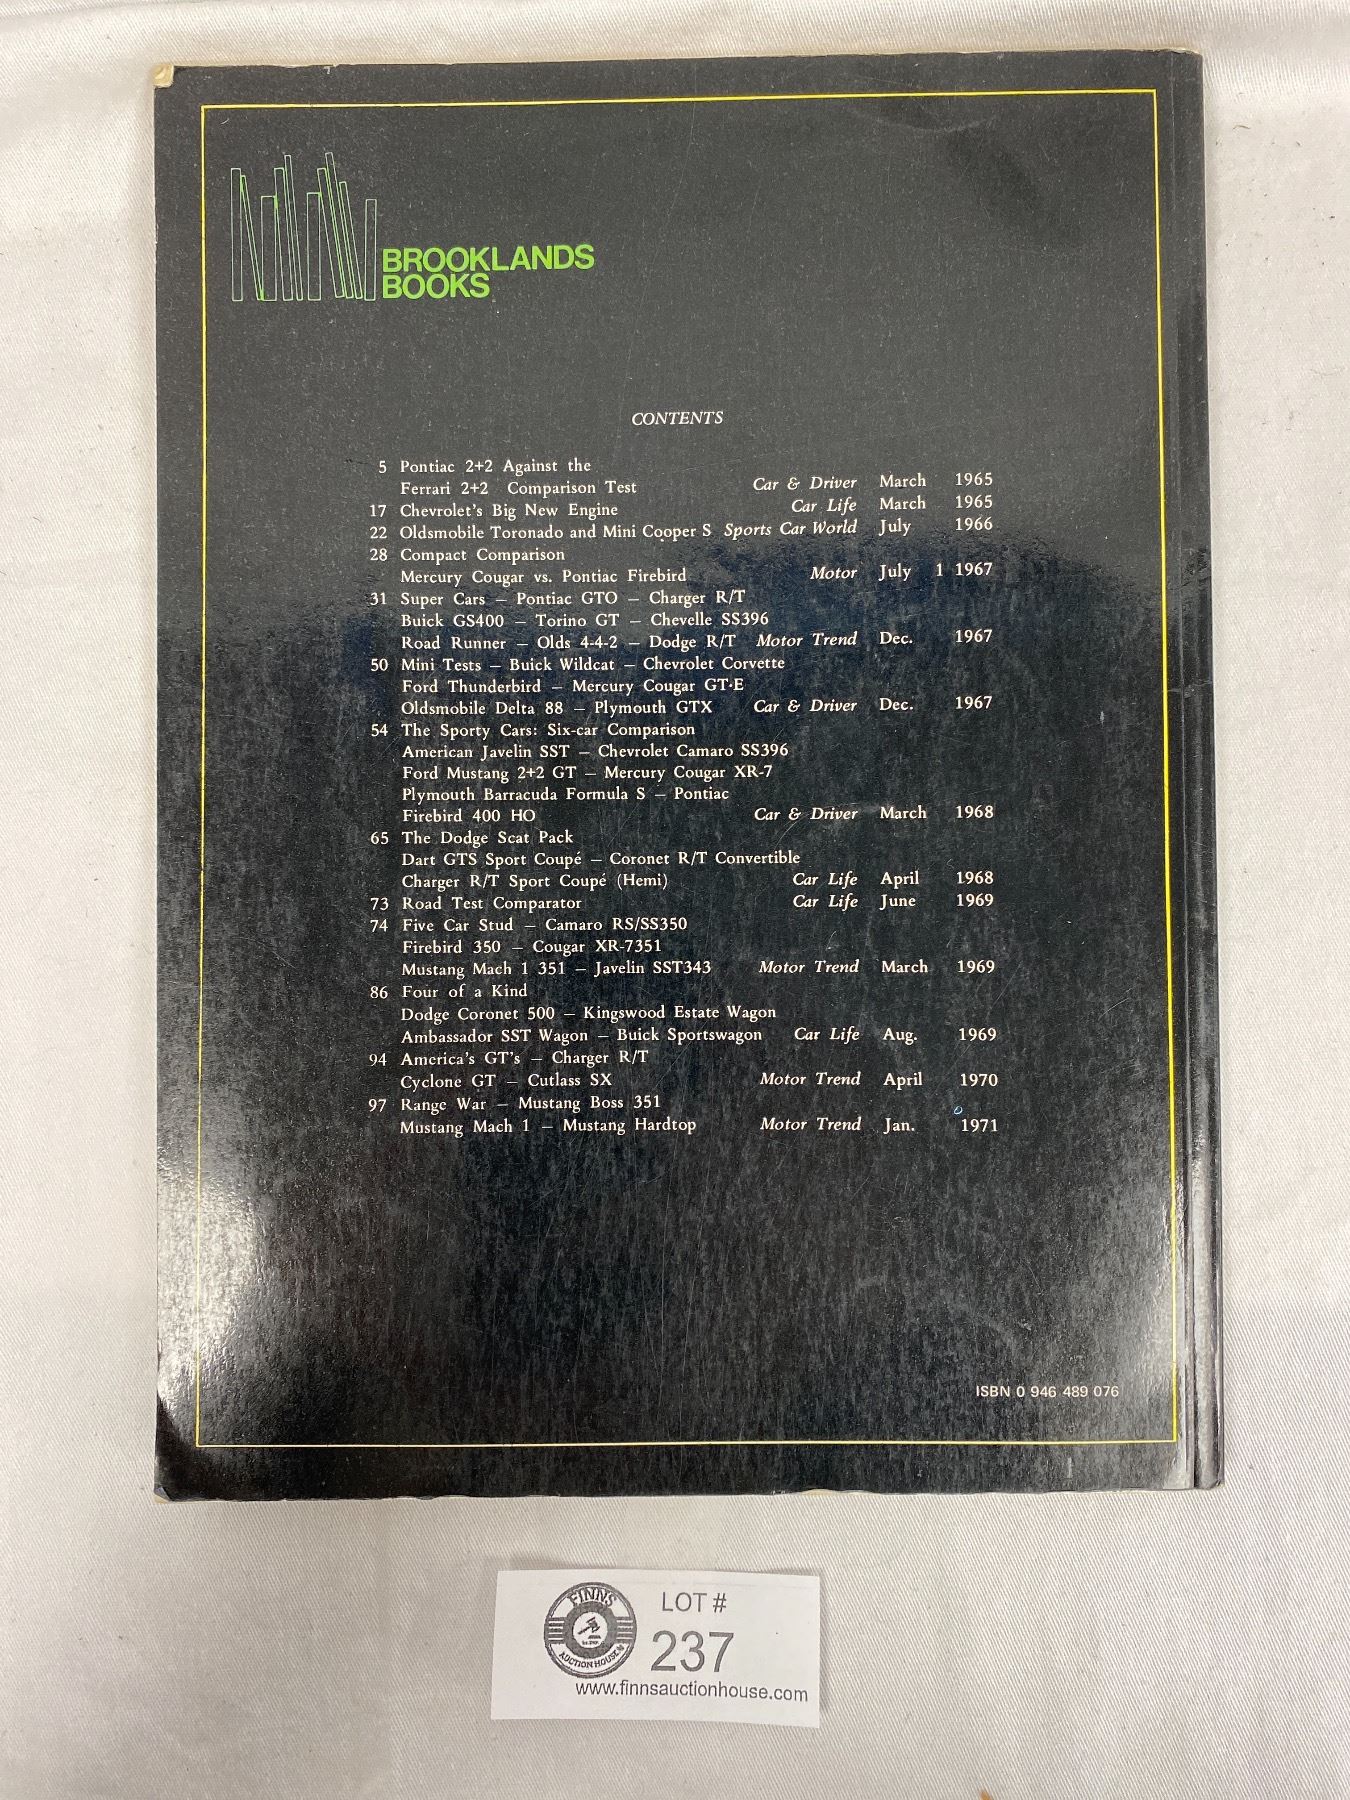 BROOKLANDS
BOOKS
CONTENTS
5 Pontiac 2+2 Against the
Ferrari 2+2 Comparison Test Car & Driver March 1965
17 Chevrolet's Big New Engine Car Life March 1965
22 Oldsmobile Toronado and Mini Cooper S Sports Car World July 1966
28 Compact Comparison
Mercury Cougar vs. Pontiac Firebird Motor July 1 1967
31 Super Cars – Pontiac GTO – Charger R/T
Buick GS400 – Torino GT – Chevelle SS396
Road Runner – Olds 4-4-2 – Dodge R/T Motor Trend Dec. 1967
50 Mini Tests – Buick Wildcat – Chevrolet Corvette
Ford Thunderbird – Mercury Cougar GT-E
Oldsmobile Delta 88 – Plymouth GTX Car & Driver Dec. 1967
54 The Sporty Cars: Six-car Comparison
American Javelin SST – Chevrolet Camaro SS396
Ford Mustang 2+2 GT – Mercury Cougar XR-7
Plymouth Barracuda Formula S – Pontiac
Firebird 400 HO Car & Driver March 1968
65 The Dodge Scat Pack
Dart GTS Sport Coupé – Coronet R/T Convertible
Charger R/T Sport Coupé (Hemi) Car Life April 1968
73 Road Test Comparator Car Life June 1969
74 Five Car Stud – Camaro RS/SS350
Firebird 350 – Cougar XR-7351
Mustang Mach 1 351 – Javelin SST343 Motor Trend March 1969
86 Four of a Kind
Dodge Coronet 500 – Kingswood Estate Wagon
Ambassador SST Wagon – Buick Sportswagon Car Life Aug. 1969
94 America's GT's – Charger R/T
Cyclone GT – Cutlass SX Motor Trend April 1970
97 Range War – Mustang Boss 351
Mustang Mach 1 – Mustang Hardtop Motor Trend Jan. 1971
ISBN 0 946 489 076
FINNS
AUCTION HOUSE
LOT #
237
www.finnsauctionhouse.com